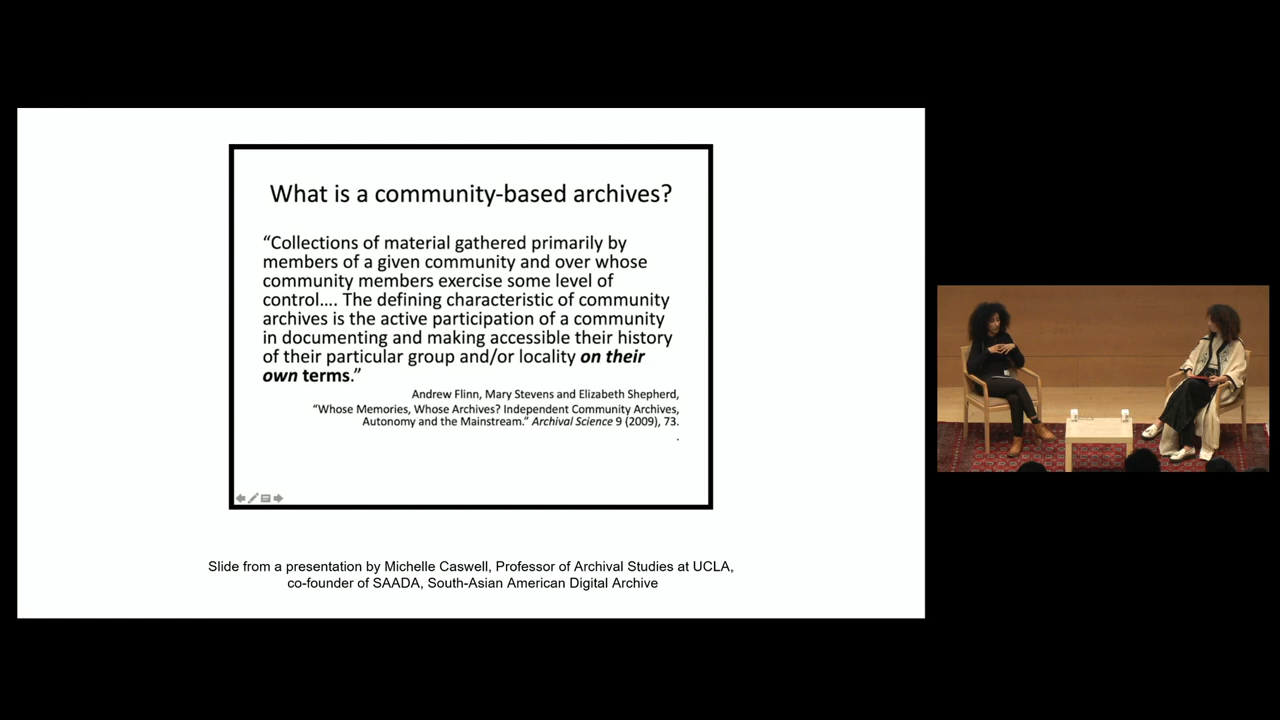 What is a community-based archives?
“Collections of material gathered primarily by
members of a given community and over whose
community members exercise some level of
control…. The defining characteristic of community
archives is the active participation of a community
in documenting and making accessible their history
of their particular group and/or locality on their
own terms.”
Andrew Flinn, Mary Stevens and Elizabeth Shepherd,
“Whose Memories, Whose Archives? Independent Community Archives,
Autonomy and the Mainstream.” Archival Science 9 (2009), 73.
.
Slide from a presentation by Michelle Caswell, Professor of Archival Studies at UCLA,
co-founder of SAADA, South-Asian American Digital Archive